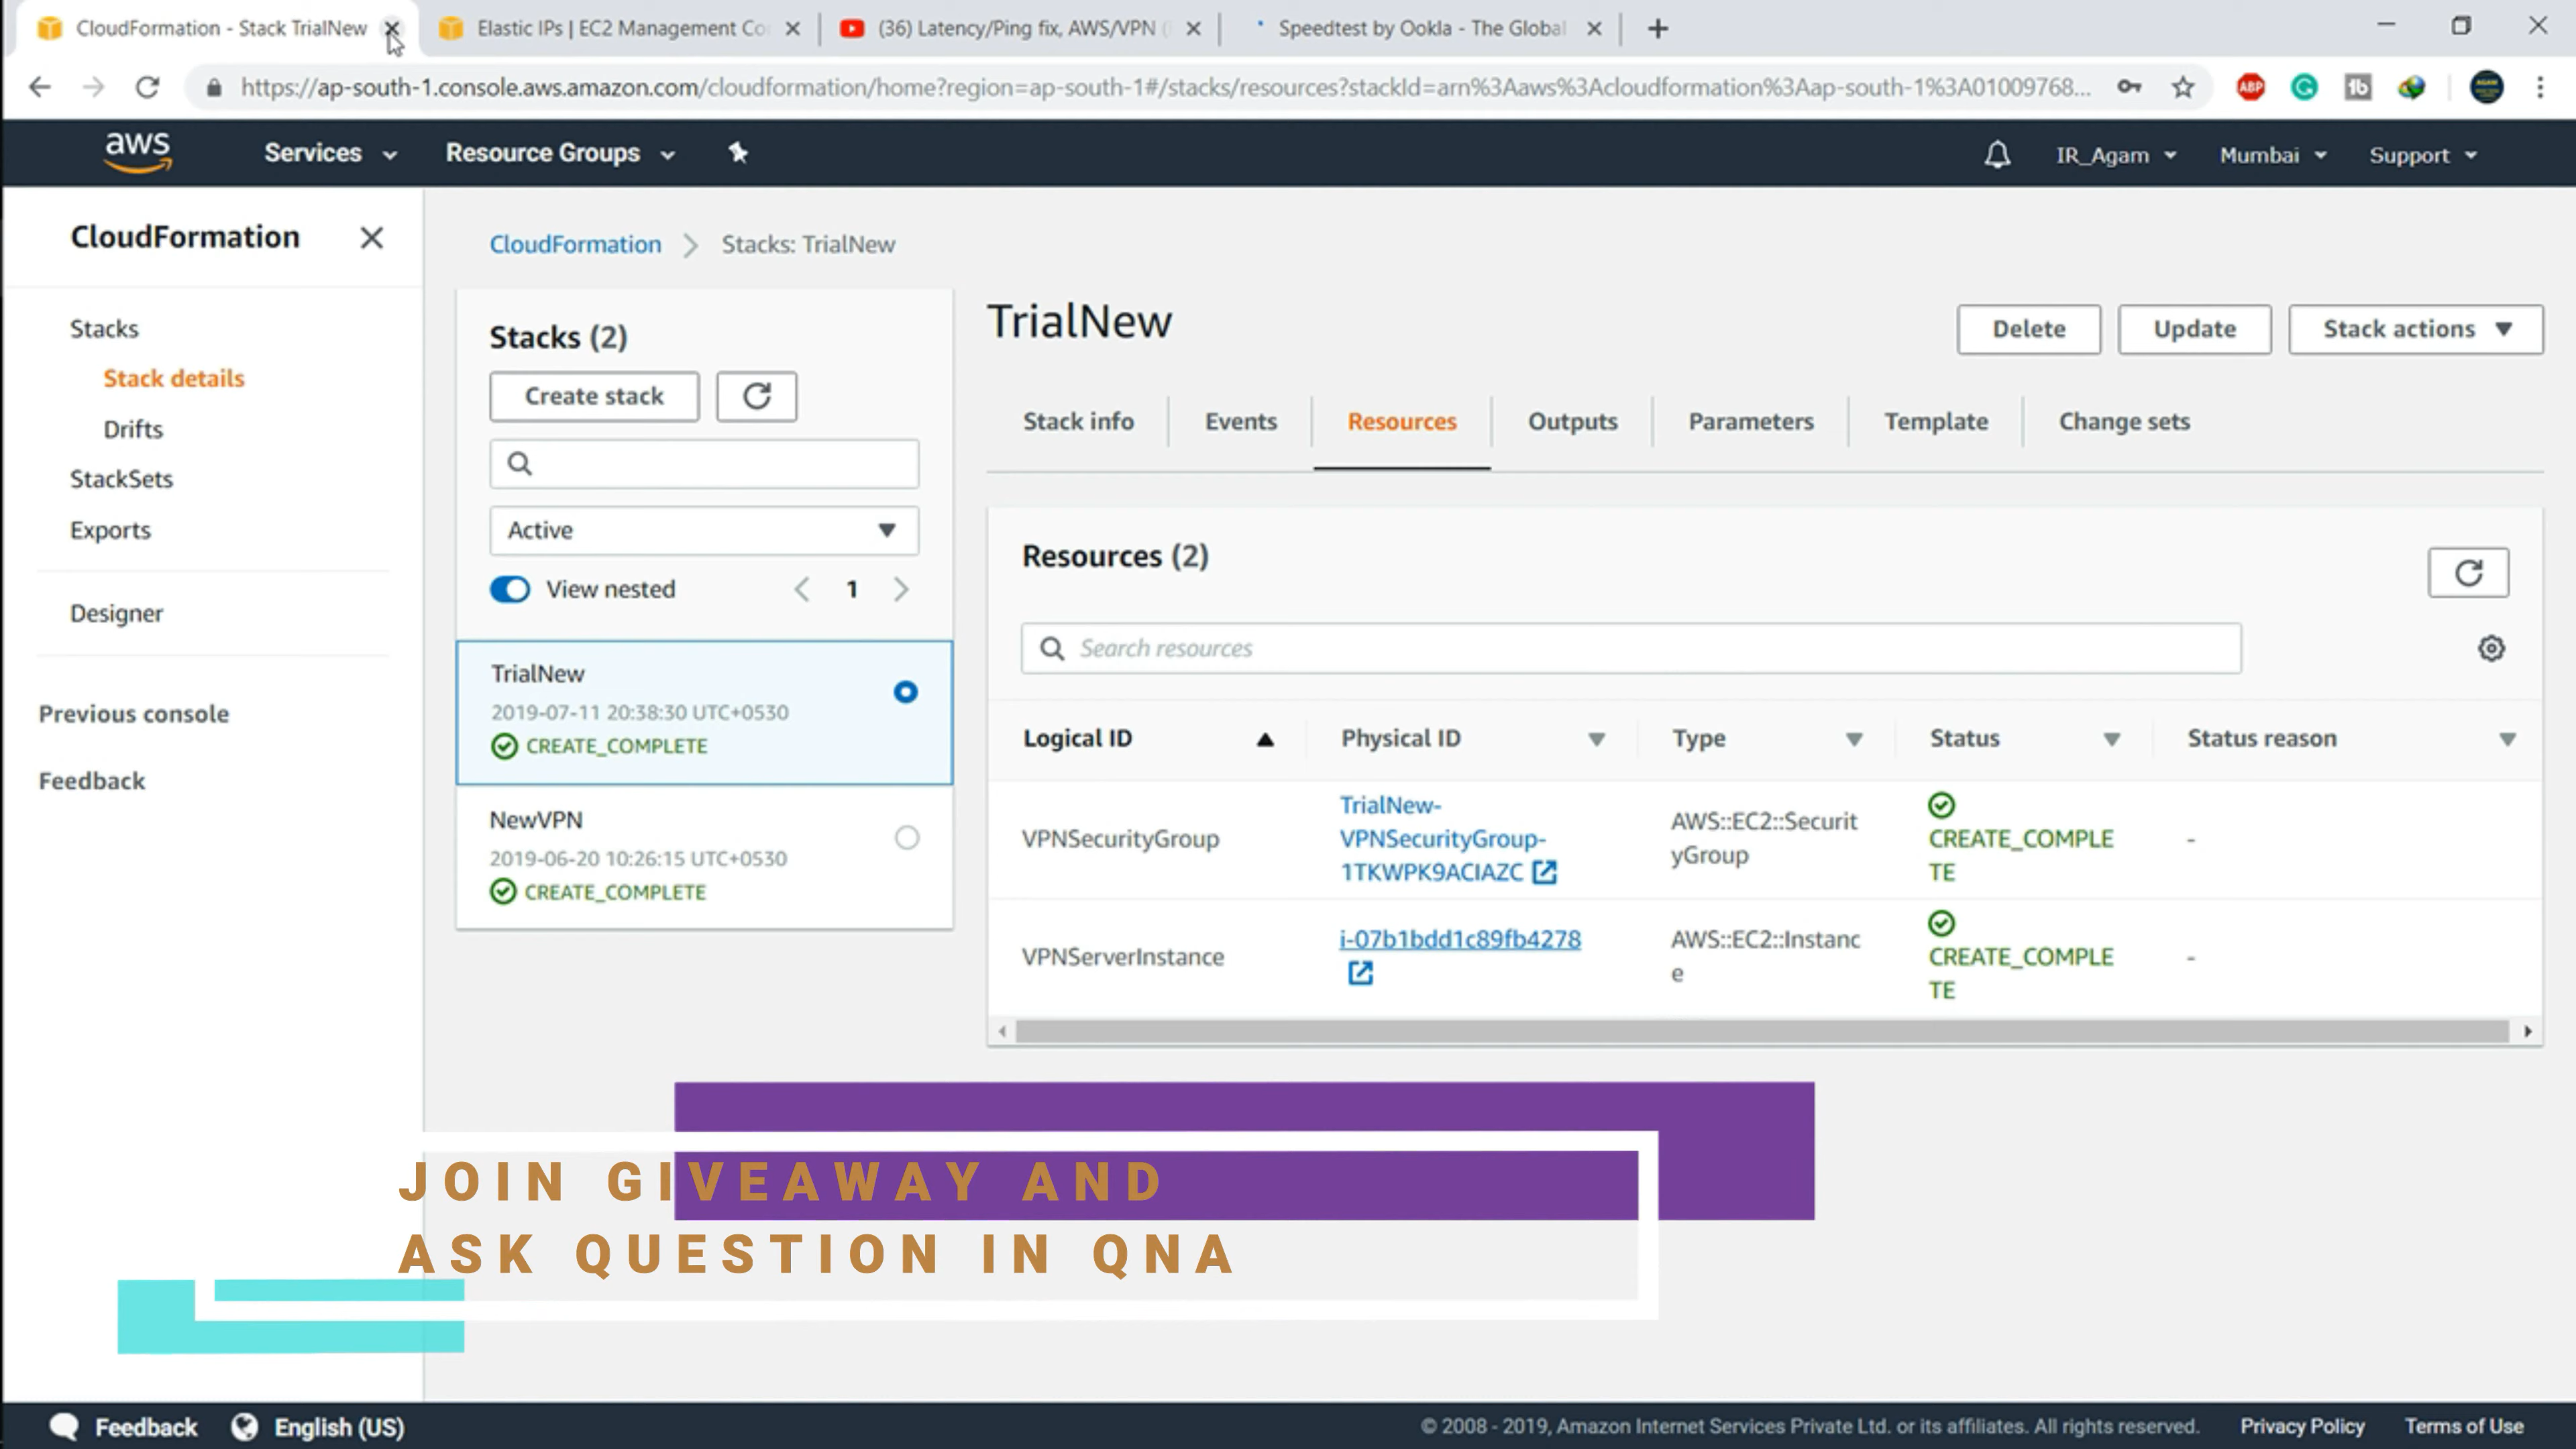 CloudFormation - Stack TrialNew
Elastic IPs | EC2 Management Co
(36) Latency/Ping fix, AWS/VPN
Speedtest by Ookla - The Global
https://ap-south-1.console.aws.amazon.com/cloudformation/home?region=ap-south-1#/stacks/resources?stackId=arn%3Aaws%3Acloudformation%3Aap-south-1%3A01009768...
ABP
aws
Services
Resource Groups
IR_Agam
Mumbai
Support
CloudFormation
Stacks
Stack details
Drifts
StackSets
Exports
Designer
Previous console
Feedback
CloudFormation > Stacks: TrialNew
Stacks (2)
Create stack
Active
View nested
1
TrialNew
2019-07-11 20:38:30 UTC+0530
CREATE_COMPLETE
NewVPN
2019-06-20 10:26:15 UTC+0530
CREATE_COMPLETE
TrialNew
Delete
Update
Stack actions
Stack info
Events
Resources
Outputs
Parameters
Template
Change sets
Resources (2)
Search resources
Logical ID
Physical ID
Type
Status
Status reason
VPNSecurityGroup
TrialNew-
VPNSecurityGroup-
1TKWPK9ACIAZC
AWS::EC2::Securit
yGroup
CREATE_COMPLE
TE
-
VPNServerInstance
i-07b1bdd1c89fb4278
AWS::EC2::Instanc
e
CREATE_COMPLE
TE
-
JOIN GIVEAWAY AND
ASK QUESTION IN QNA
Feedback
English (US)
© 2008 - 2019, Amazon Internet Services Private Ltd. or its affiliates. All rights reserved.
Privacy Policy
Terms of Use